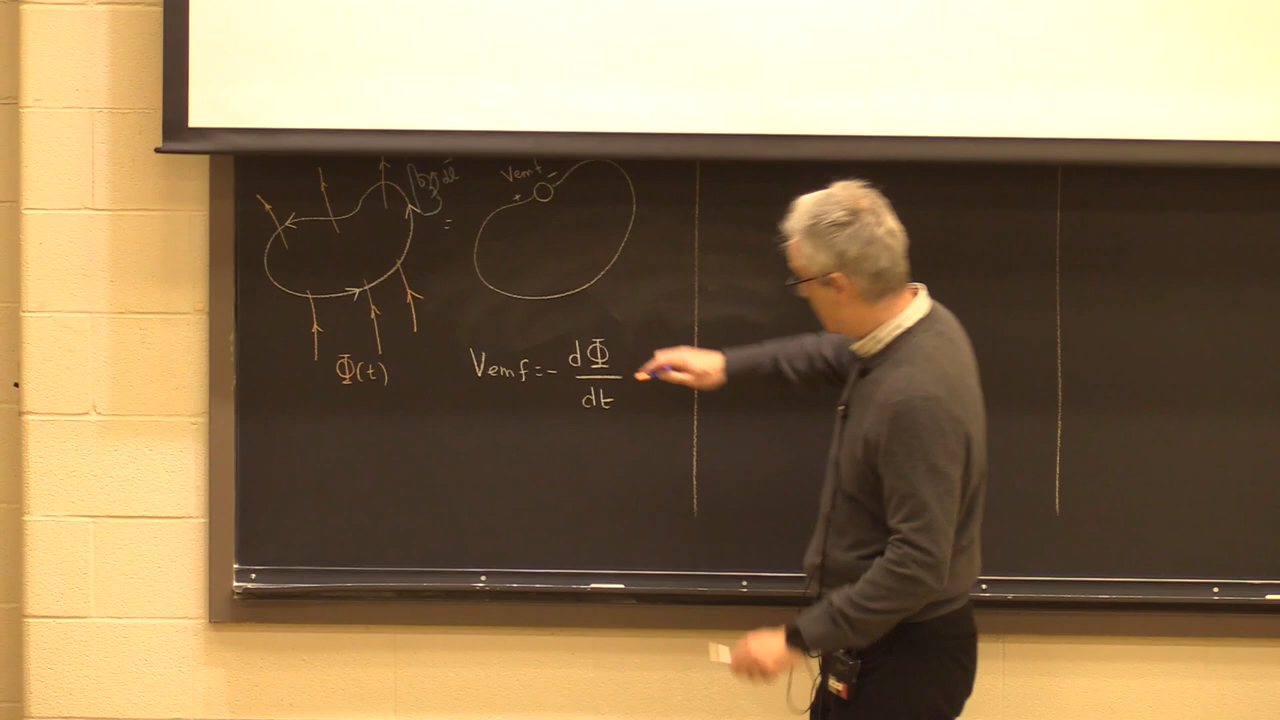 Vemf
+ -
=
Φ(t)
Vemf = - dΦ/dt